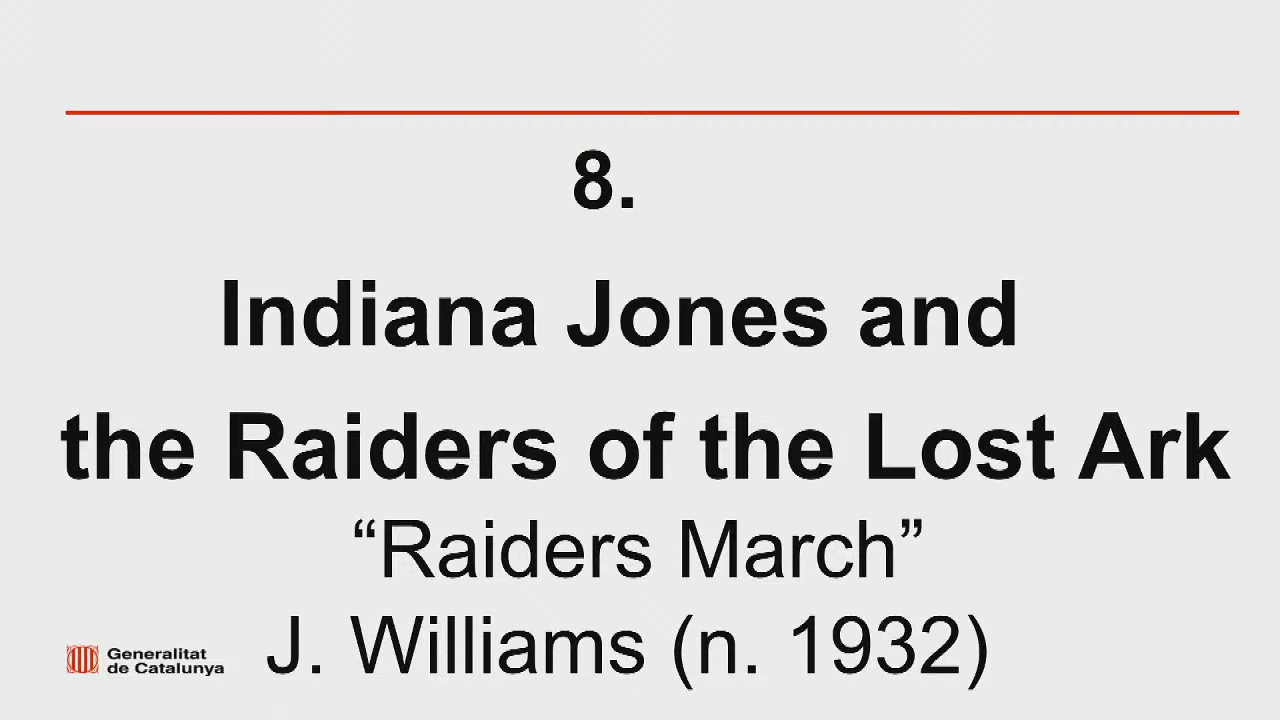 8.
Indiana Jones and
the Raiders of the Lost Ark
“Raiders March”
J. Williams (n. 1932)
Generalitat
de Catalunya